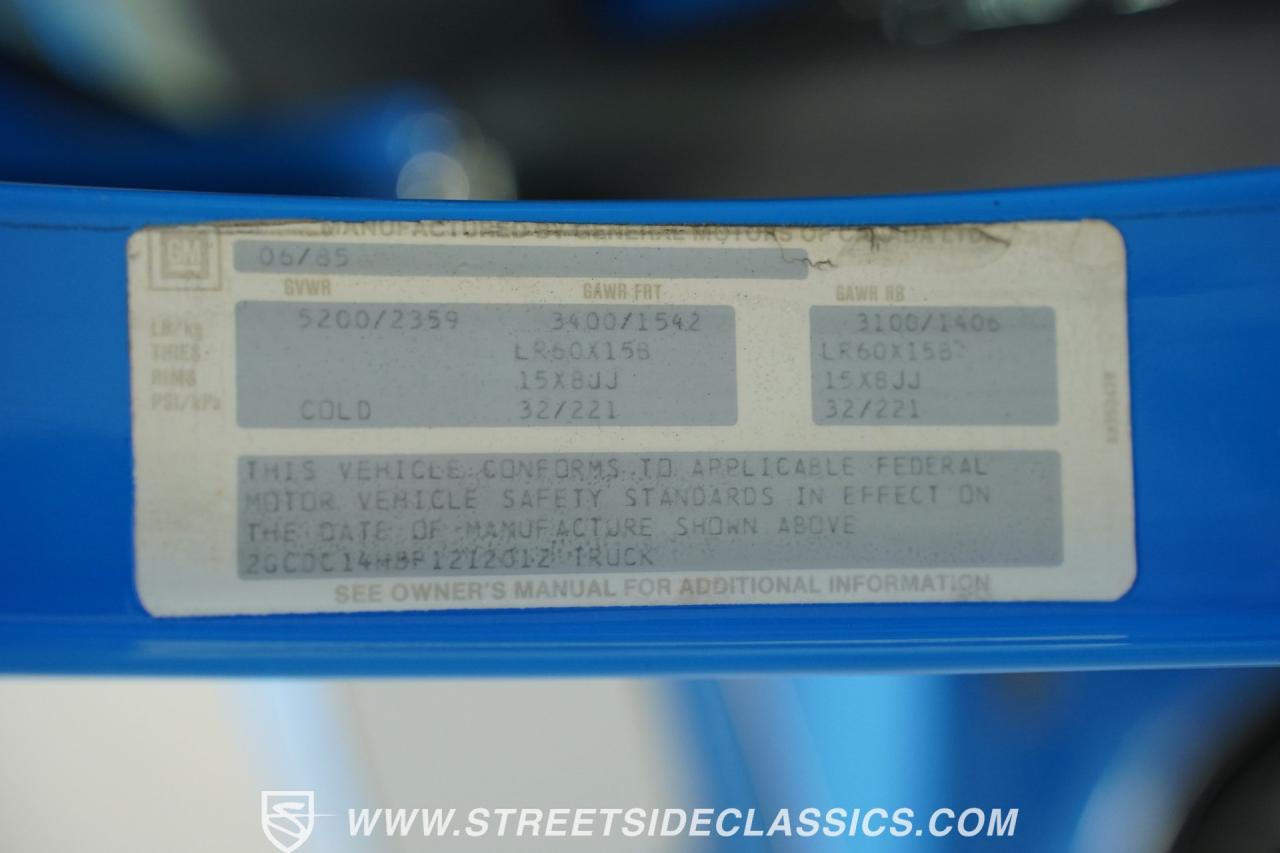 MANUFACTURED BY GENERAL MOTORS OF CANADA LTD.
GM
06/85
GVWR GAWR FRT GAWR RR
LB/kg 5200/2359 3400/1542 3100/1406
TIRES LR60X15B LR60X15B
RIMS 15X8JJ 15X8JJ
PSI/kPa COLD 32/221 32/221
THIS VEHICLE CONFORMS TO APPLICABLE FEDERAL
MOTOR VEHICLE SAFETY STANDARDS IN EFFECT ON
THE DATE OF MANUFACTURE SHOWN ABOVE
TRUCK
SEE OWNER'S MANUAL FOR ADDITIONAL INFORMATION
WWW.STREETSIDECLASSICS.COM